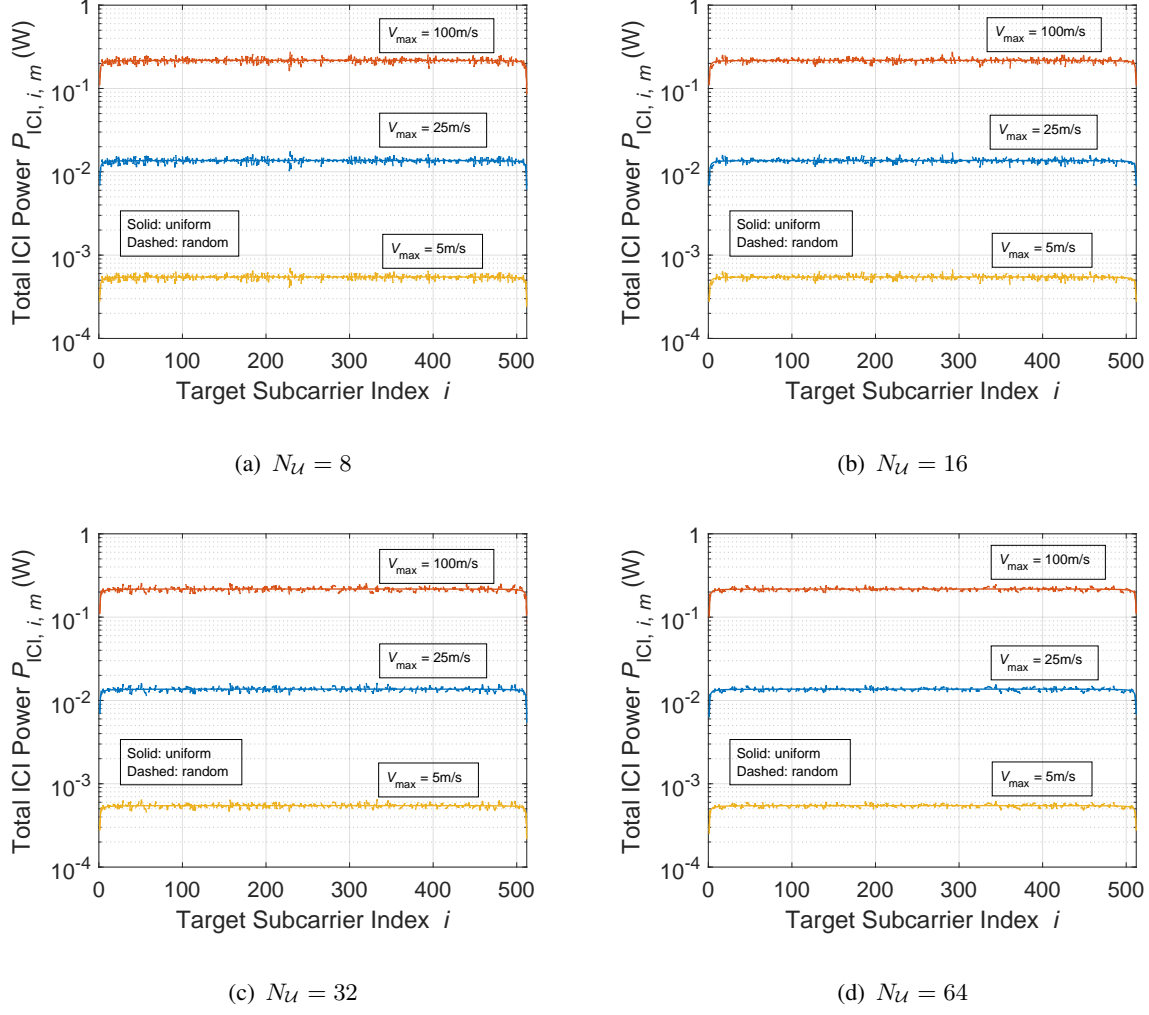 Total ICI Power P_ICI, i, m (W)
1
10^-1
10^-2
10^-3
10^-4
V_max = 100m/s
V_max = 25m/s
Solid: uniform
Dashed: random
V_max = 5m/s
0 100 200 300 400 500
Target Subcarrier Index i
(a) N_𝒰 = 8
Total ICI Power P_ICI, i, m (W)
1
10^-1
10^-2
10^-3
10^-4
V_max = 100m/s
V_max = 25m/s
Solid: uniform
Dashed: random
V_max = 5m/s
0 100 200 300 400 500
Target Subcarrier Index i
(b) N_𝒰 = 16
Total ICI Power P_ICI, i, m (W)
1
10^-1
10^-2
10^-3
10^-4
V_max = 100m/s
V_max = 25m/s
Solid: uniform
Dashed: random
V_max = 5m/s
0 100 200 300 400 500
Target Subcarrier Index i
(c) N_𝒰 = 32
Total ICI Power P_ICI, i, m (W)
1
10^-1
10^-2
10^-3
10^-4
V_max = 100m/s
V_max = 25m/s
Solid: uniform
Dashed: random
V_max = 5m/s
0 100 200 300 400 500
Target Subcarrier Index i
(d) N_𝒰 = 64